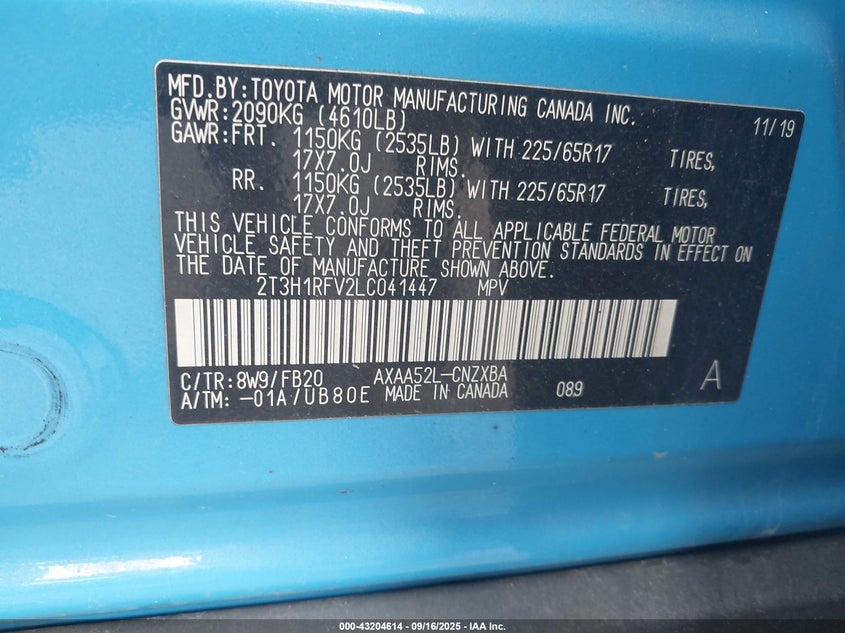 MFD.BY:TOYOTA MOTOR MANUFACTURING CANADA INC.
GVWR:2090KG (4610LB) 11/19
GAWR:FRT. 1150KG (2535LB) WITH 225/65R17 TIRES,
17X7.0J RIMS.
RR. 1150KG (2535LB) WITH 225/65R17 TIRES,
17X7.0J RIMS.
THIS VEHICLE CONFORMS TO ALL APPLICABLE FEDERAL MOTOR
VEHICLE SAFETY AND THEFT PREVENTION STANDARDS IN EFFECT ON
THE DATE OF MANUFACTURE SHOWN ABOVE.
2T3H1RFV2LC041447 MPV
C/TR:8W9/FB20 AXAA52L-CNZXBA A
A/TM:-01A/UB80E MADE IN CANADA 089
000-43204614 - 09/16/2025 - IAA Inc.